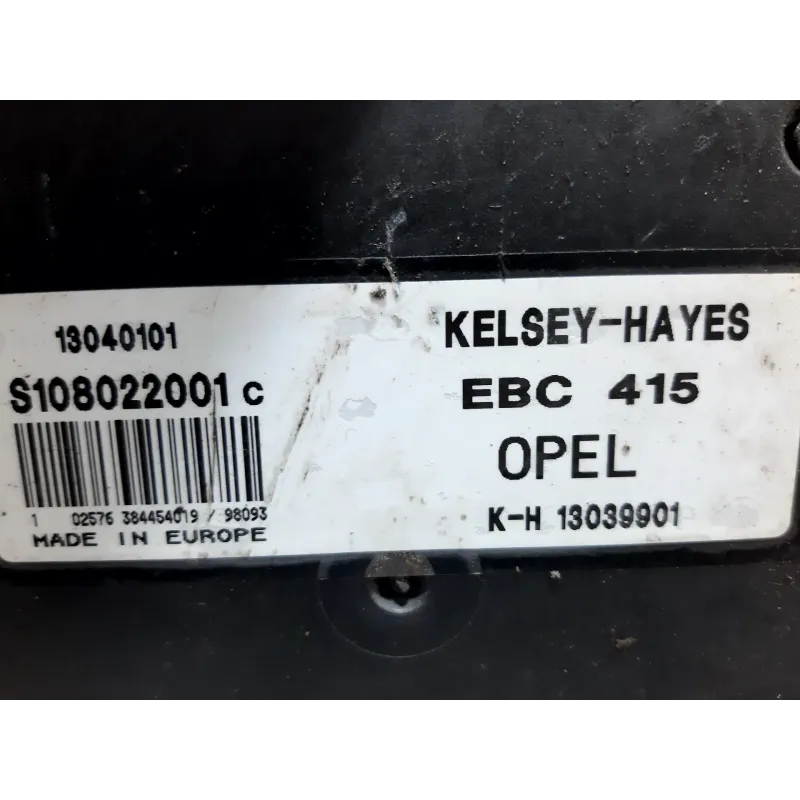 13040101
S108022001 C
1 02576 384454019 / 98093
MADE IN EUROPE
KELSEY-HAYES
EBC 415
OPEL
K-H 13039901